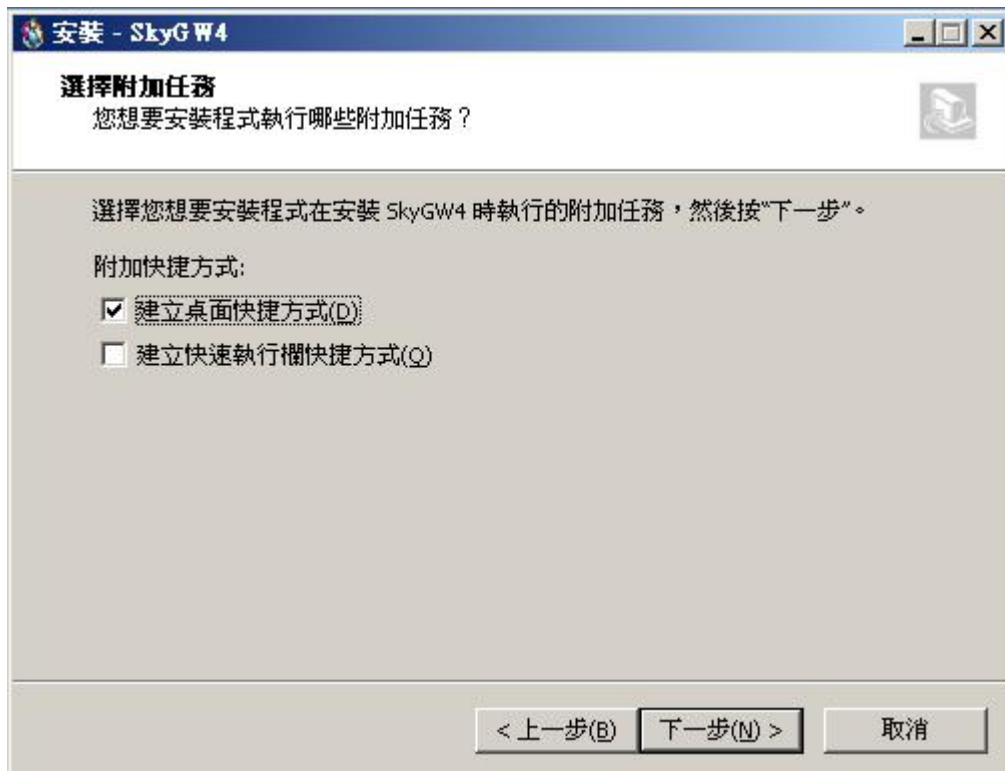 安裝 - SkyGW4
選擇附加任務
您想要安裝程式執行哪些附加任務？
選擇您想要安裝程式在安裝 SkyGW4 時執行的附加任務，然後按"下一步"。
附加快捷方式:
建立桌面快捷方式(D)
建立快速執行欄快捷方式(Q)
< 上一步(B) 下一步(N) > 取消